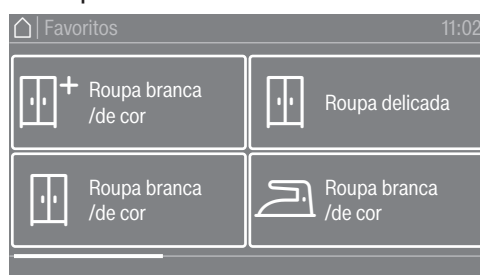 Favoritos
11:02
Roupa branca
/de cor
Roupa delicada
Roupa branca
/de cor
Roupa branca
/de cor